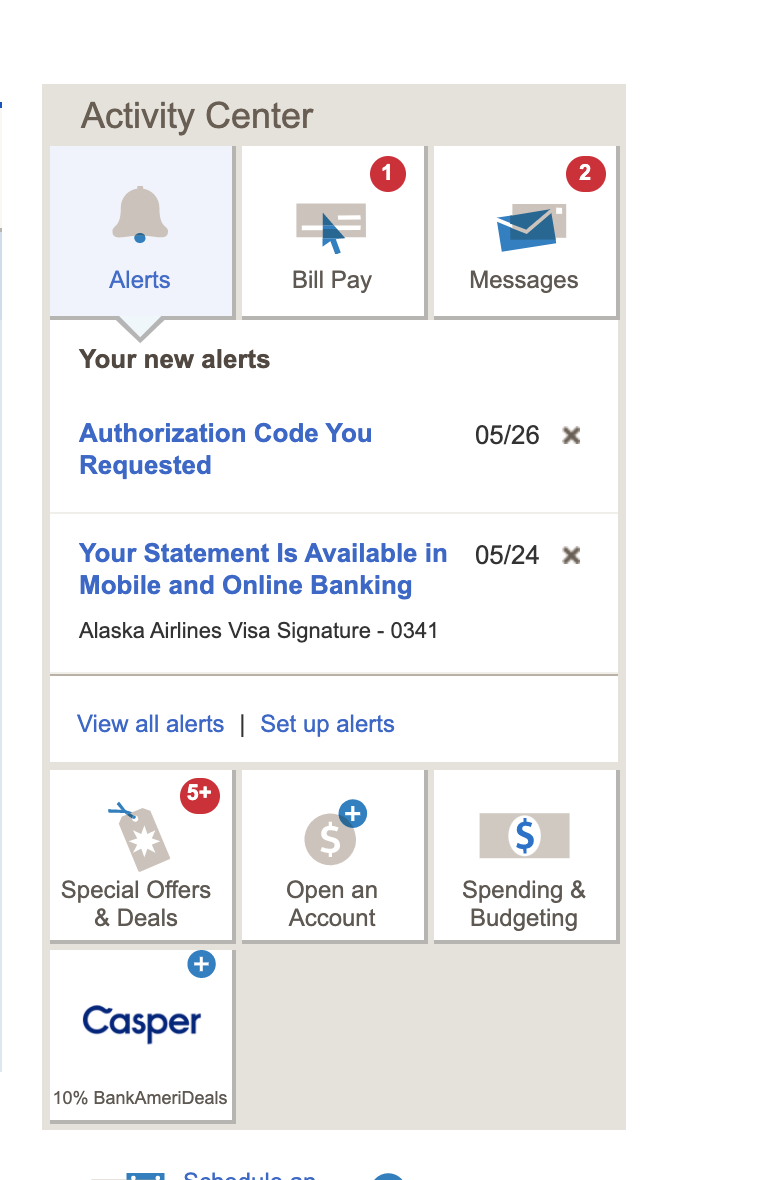 Activity Center
1
2
Alerts
Bill Pay
Messages
Your new alerts
Authorization Code You
05/26
Requested
Your Statement Is Available in
05/24
Mobile and Online Banking
Alaska Airlines Visa Signature - 0341
View all alerts | Set up alerts
5+
$
$
Special Offers
& Deals
Open an
Account
Spending &
Budgeting
Casper
10% BankAmeriDeals
Schedule an